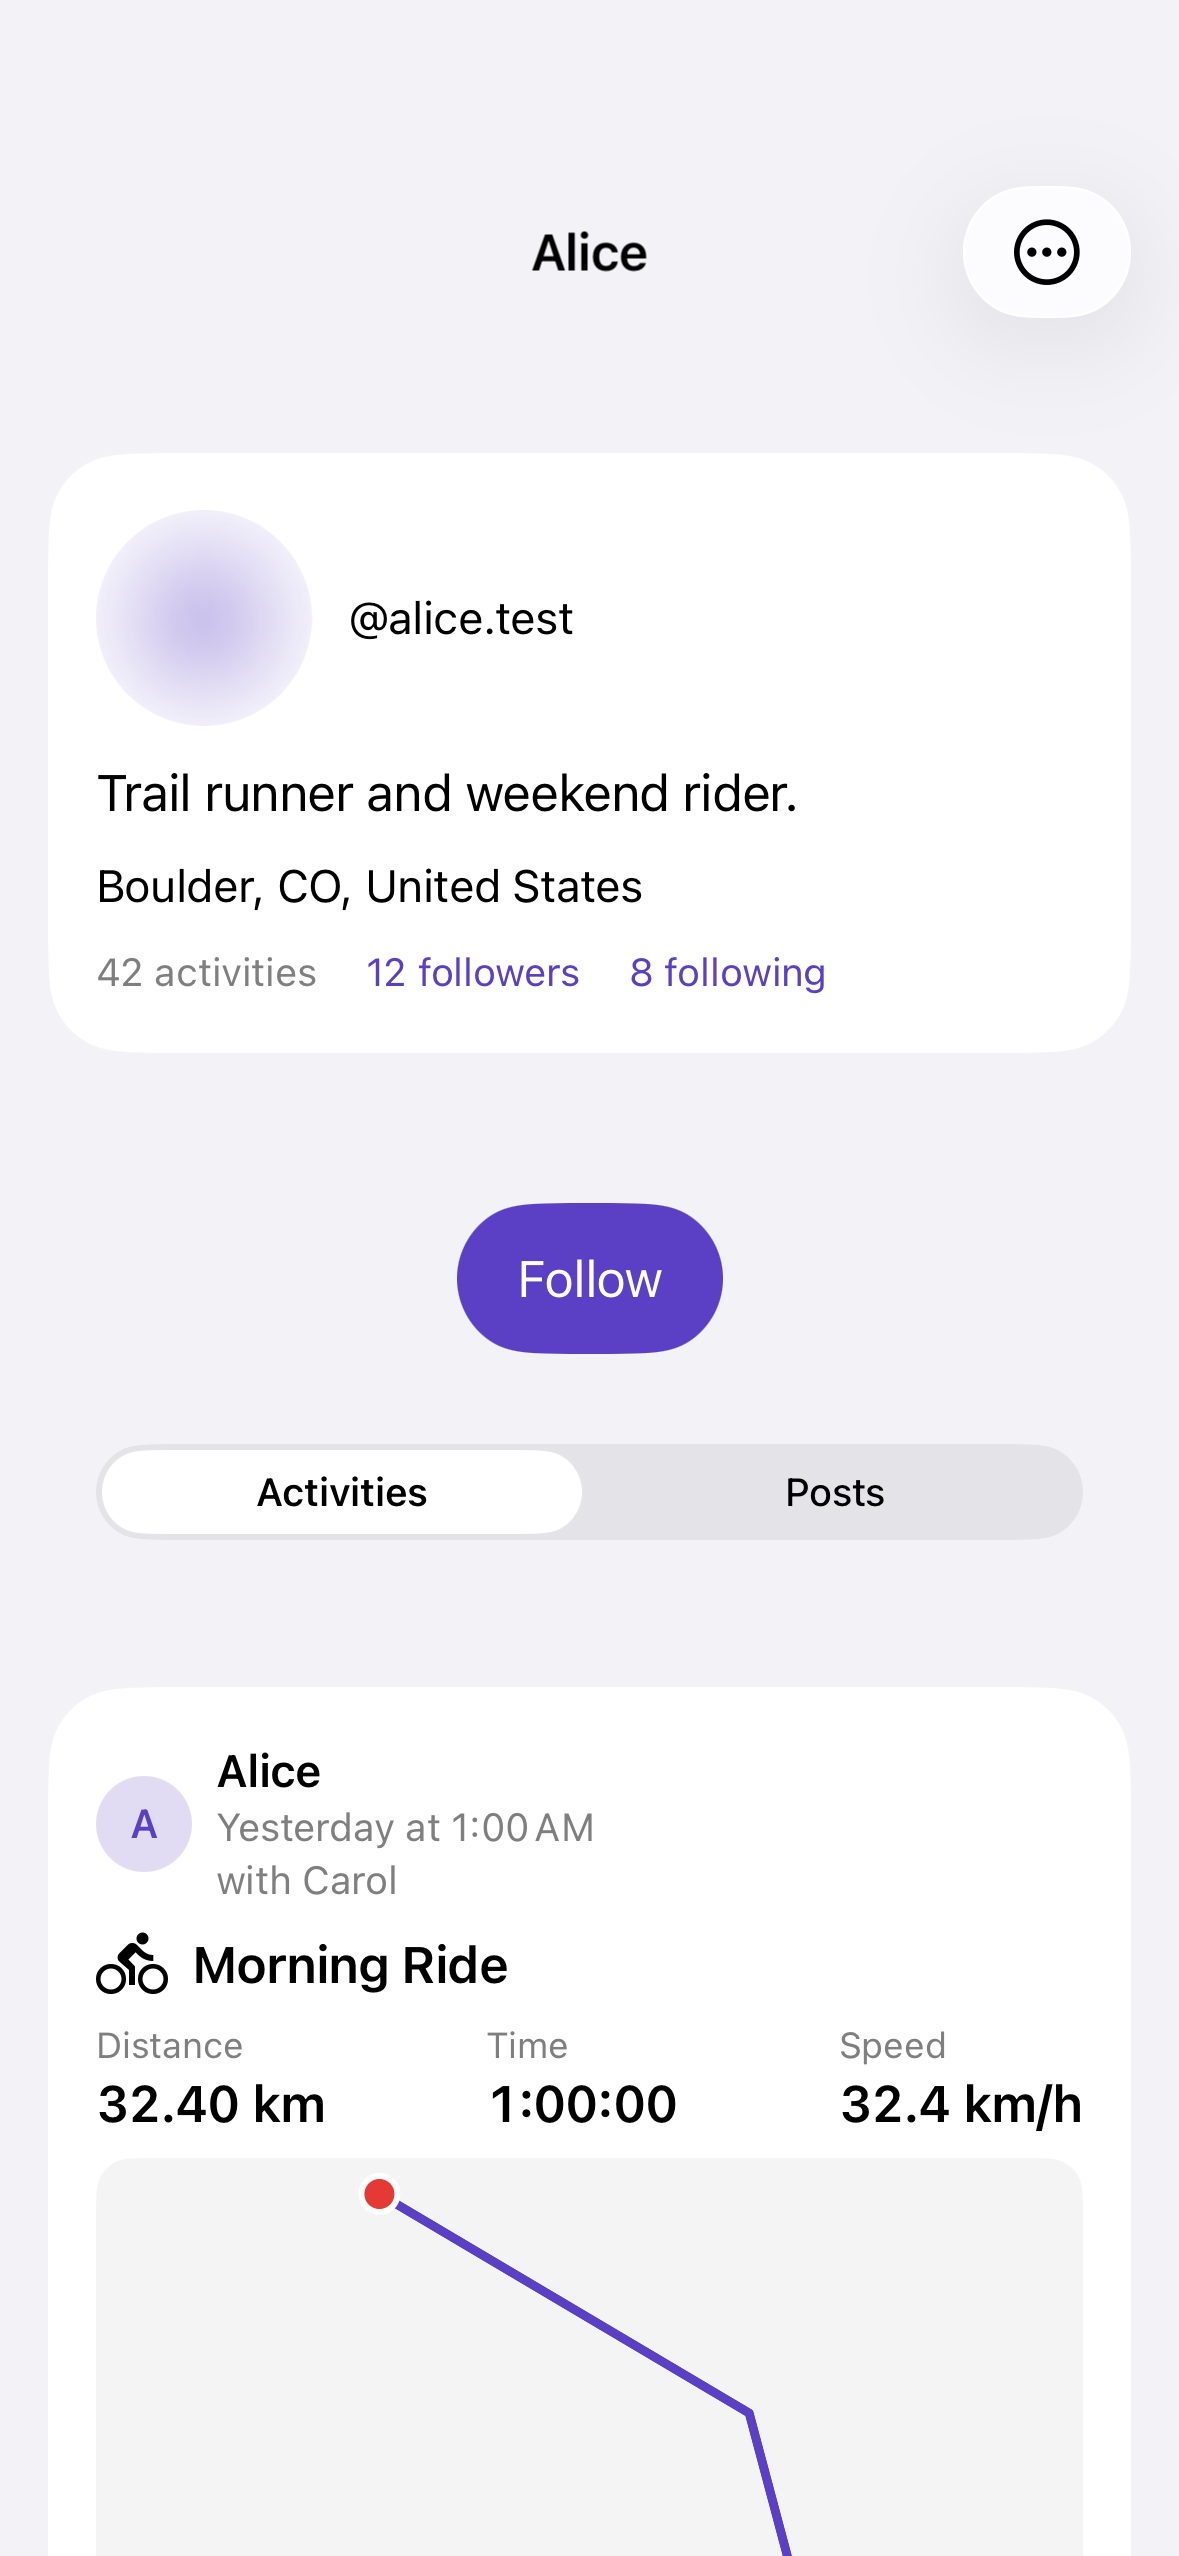 Alice
@alice.test
Trail runner and weekend rider.
Boulder, CO, United States
42 activities 12 followers 8 following
Follow
Activities Posts
A
Alice
Yesterday at 1:00 AM
with Carol
Morning Ride
Distance Time Speed
32.40 km 1:00:00 32.4 km/h